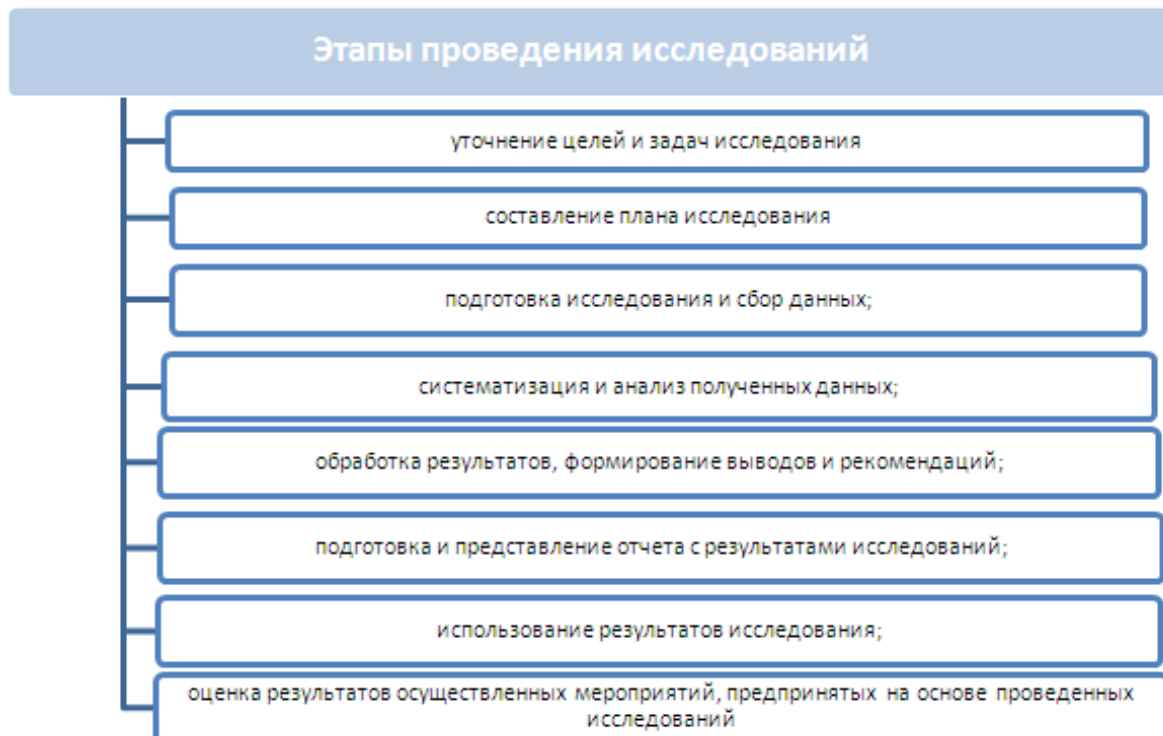 Этапы проведения исследований
уточнение целей и задач исследования
составление плана исследования
подготовка исследования и сбор данных;
систематизация и анализ полученных данных;
обработка результатов, формирование выводов и рекомендаций;
подготовка и представление отчета с результатами исследований;
использование результатов исследования;
оценка результатов осуществленных мероприятий, предпринятых на основе проведенных
исследований